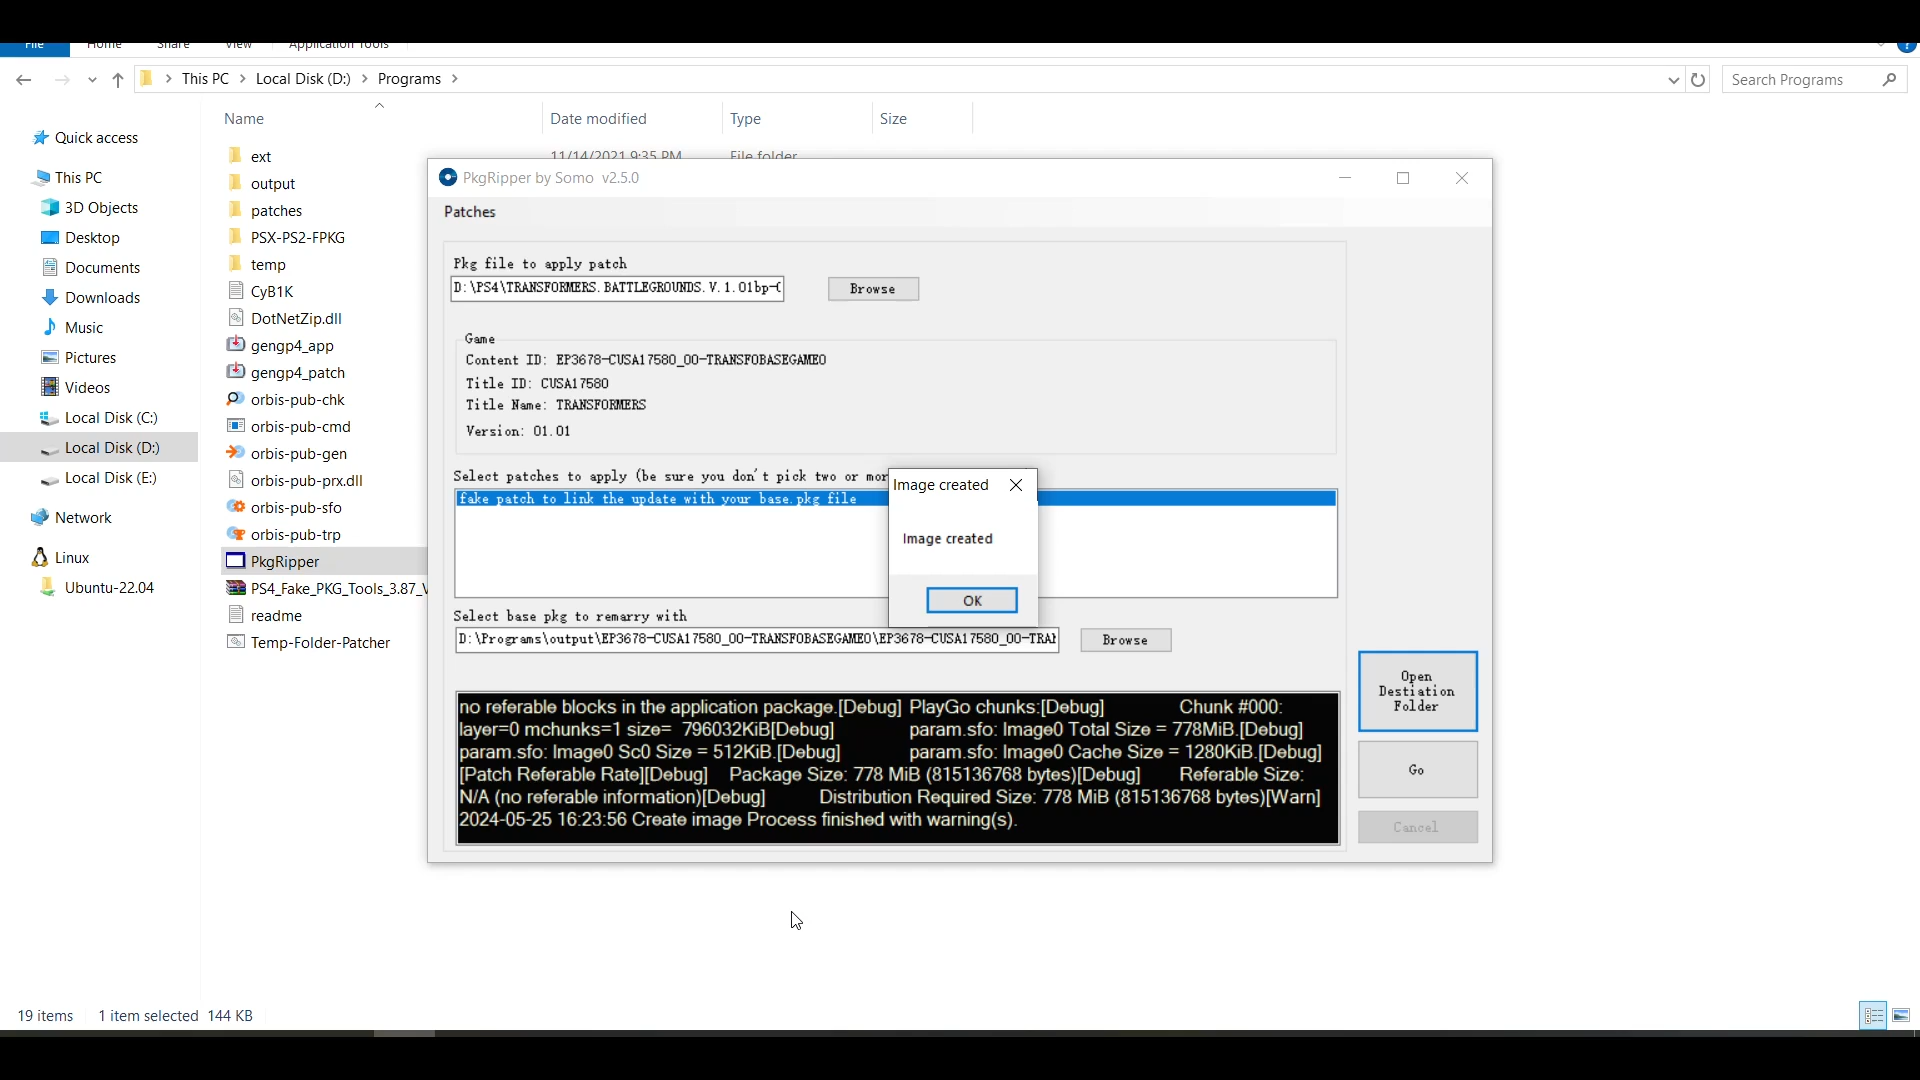 File Home Share View Application Tools
This PC > Local Disk (D:) > Programs >
Search Programs
Name Date modified Type Size
Quick access
This PC
3D Objects
Desktop
Documents
Downloads
Music
Pictures
Videos
Local Disk (C:)
Local Disk (D:)
Local Disk (E:)
Network
Linux
Ubuntu-22.04
ext 11/14/2021 9:35 PM File folder
output
patches
PSX-PS2-FPKG
temp
CyB1K
DotNetZip.dll
gengp4_app
gengp4_patch
orbis-pub-chk
orbis-pub-cmd
orbis-pub-gen
orbis-pub-prx.dll
orbis-pub-sfo
orbis-pub-trp
PkgRipper
PS4_Fake_PKG_Tools_3.87_V
readme
Temp-Folder-Patcher
PkgRipper by Somo v2.5.0
Patches
Pkg file to apply patch
D:\PS4\TRANSFORMERS.BATTLEGROUNDS.V.1.01bp-
Browse
Game
Content ID: EP3678-CUSA17580_00-TRANSFOBASEGAMEO
Title ID: CUSA17580
Title Name: TRANSFORMERS
Version: 01.01
Select patches to apply (be sure you don't pick two or mor
fake patch to link the update with your base.pkg file
Image created
Image created
OK
Select base pkg to remarry with
D:\Programs\output\EP3678-CUSA17580_00-TRANSFOBASEGAMEO\EP3678-CUSA17580_00-TRA
Browse
no referable blocks in the application package.[Debug] PlayGo chunks:[Debug] Chunk #000:
layer=0 mchunks=1 size= 796032KiB[Debug] param.sfo: Image0 Total Size = 778MiB.[Debug]
param.sfo: Image0 Sc0 Size = 512KiB.[Debug] param.sfo: Image0 Cache Size = 1280KiB.[Debug]
[Patch Referable Rate][Debug] Package Size: 778 MiB (815136768 bytes)[Debug] Referable Size:
N/A (no referable information)[Debug] Distribution Required Size: 778 MiB (815136768 bytes)[Warn]
2024-05-25 16:23:56 Create image Process finished with warning(s).
Open
Destiation
Folder
Go
Cancel
19 items 1 item selected 144 KB